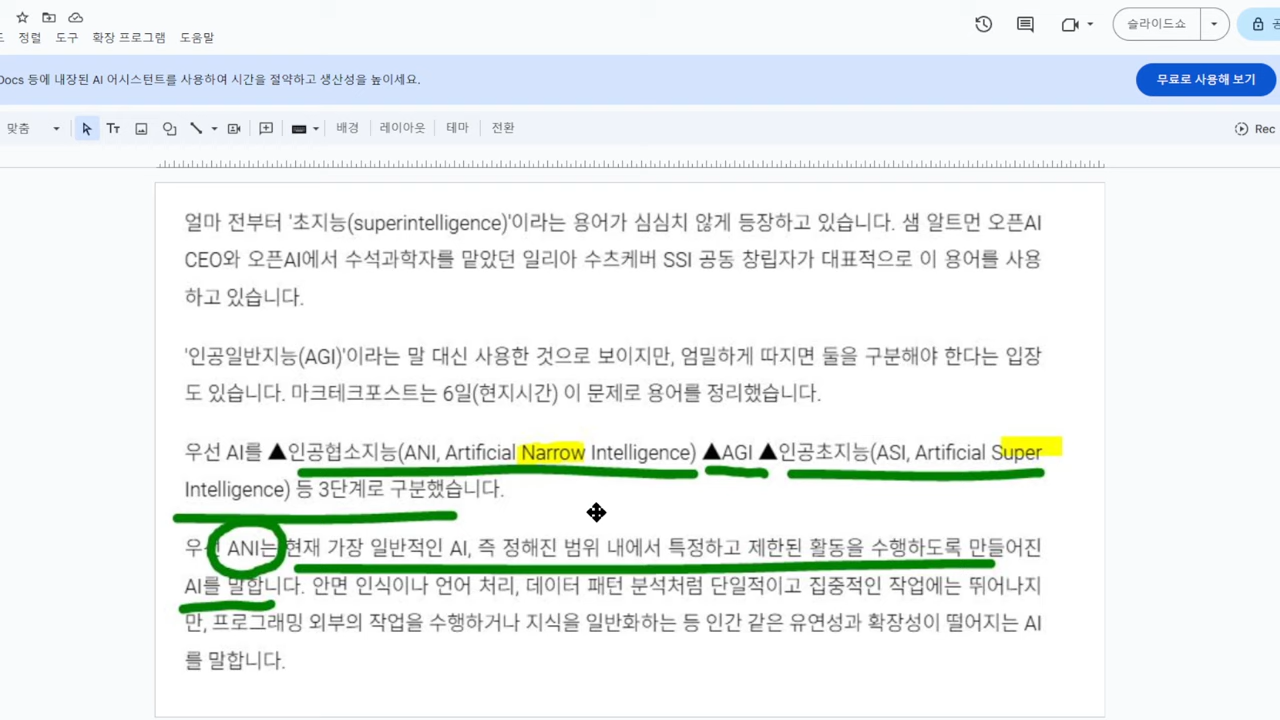 정렬 도구 확장 프로그램 도움말
슬라이드쇼
Docs 등에 내장된 AI 어시스턴트를 사용하여 시간을 절약하고 생산성을 높이세요.
무료로 사용해 보기
맞춤 배경 레이아웃 테마 전환 Rec
얼마 전부터 '초지능(superintelligence)'이라는 용어가 심심치 않게 등장하고 있습니다. 샘 알트먼 오픈AI
CEO와 오픈AI에서 수석과학자를 맡았던 일리아 수츠케버 SSI 공동 창립자가 대표적으로 이 용어를 사용
하고 있습니다.
'인공일반지능(AGI)'이라는 말 대신 사용한 것으로 보이지만, 엄밀하게 따지면 둘을 구분해야 한다는 입장
도 있습니다. 마크테크포스트는 6일(현지시간) 이 문제로 용어를 정리했습니다.
우선 AI를 ▲인공협소지능(ANI, Artificial Narrow Intelligence) ▲AGI ▲인공초지능(ASI, Artificial Super
Intelligence) 등 3단계로 구분했습니다.
우선 ANI는 현재 가장 일반적인 AI, 즉 정해진 범위 내에서 특정하고 제한된 활동을 수행하도록 만들어진
AI를 말합니다. 안면 인식이나 언어 처리, 데이터 패턴 분석처럼 단일적이고 집중적인 작업에는 뛰어나지
만, 프로그래밍 외부의 작업을 수행하거나 지식을 일반화하는 등 인간 같은 유연성과 확장성이 떨어지는 AI
를 말합니다.